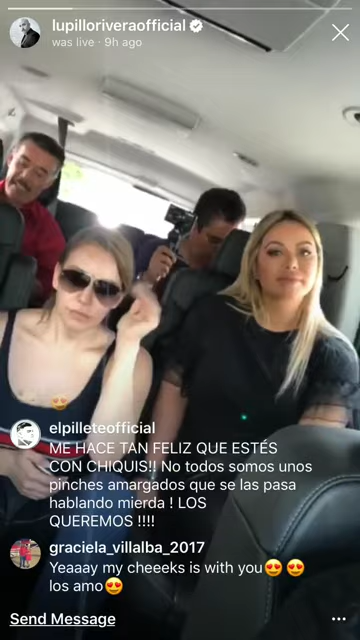 lupilloriveraofficial
was live · 9h ago
elpilleteofficial
ME HACE TAN FELIZ QUE ESTÉS
CON CHIQUIS!! No todos somos unos
pinches amargados que se las pasa
hablando mierda ! LOS
QUEREMOS !!!!
graciela_villalba_2017
Yeaaay my cheeeks is with you😍😍
los amo😍
Send Message